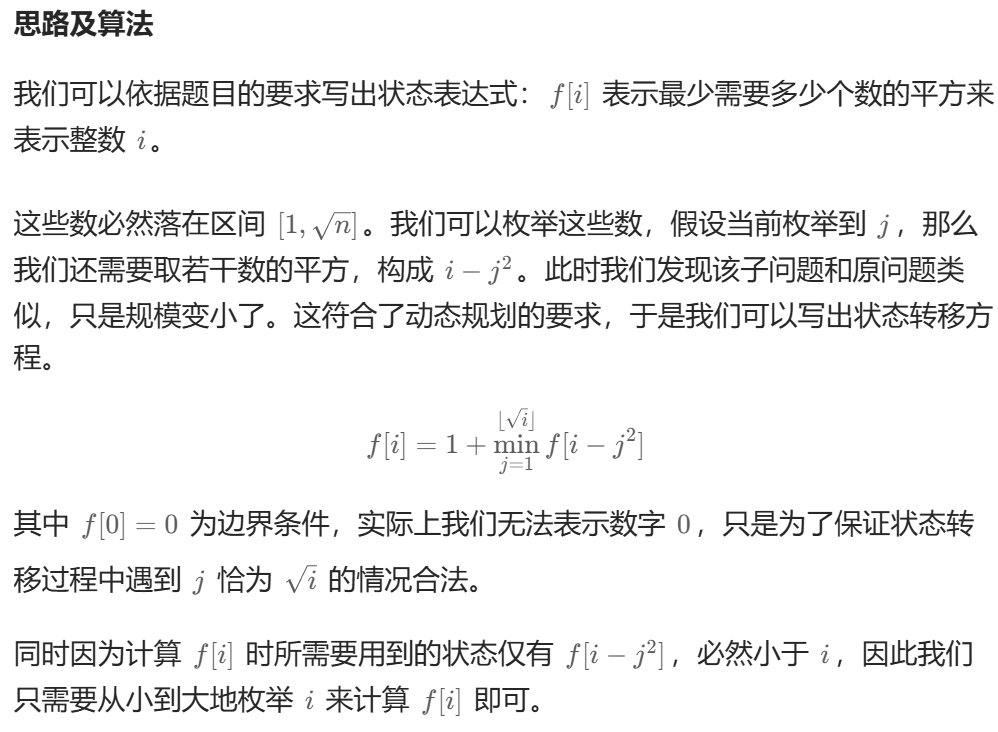 思路及算法
我们可以依据题目的要求写出状态表达式：f[i] 表示最少需要多少个数的平方来
表示整数 i。
这些数必然落在区间 [1, √n]。我们可以枚举这些数，假设当前枚举到 j，那么
我们还需要取若干数的平方，构成 i − j²。此时我们发现该子问题和原问题类
似，只是规模变小了。这符合了动态规划的要求，于是我们可以写出状态转移方
程。
f[i] = 1 + min_{j=1}^{⌊√i⌋} f[i − j²]
其中 f[0] = 0 为边界条件，实际上我们无法表示数字 0，只是为了保证状态转
移过程中遇到 j 恰为 √i 的情况合法。
同时因为计算 f[i] 时所需要用到的状态仅有 f[i − j²]，必然小于 i，因此我们
只需要从小到大地枚举 i 来计算 f[i] 即可。